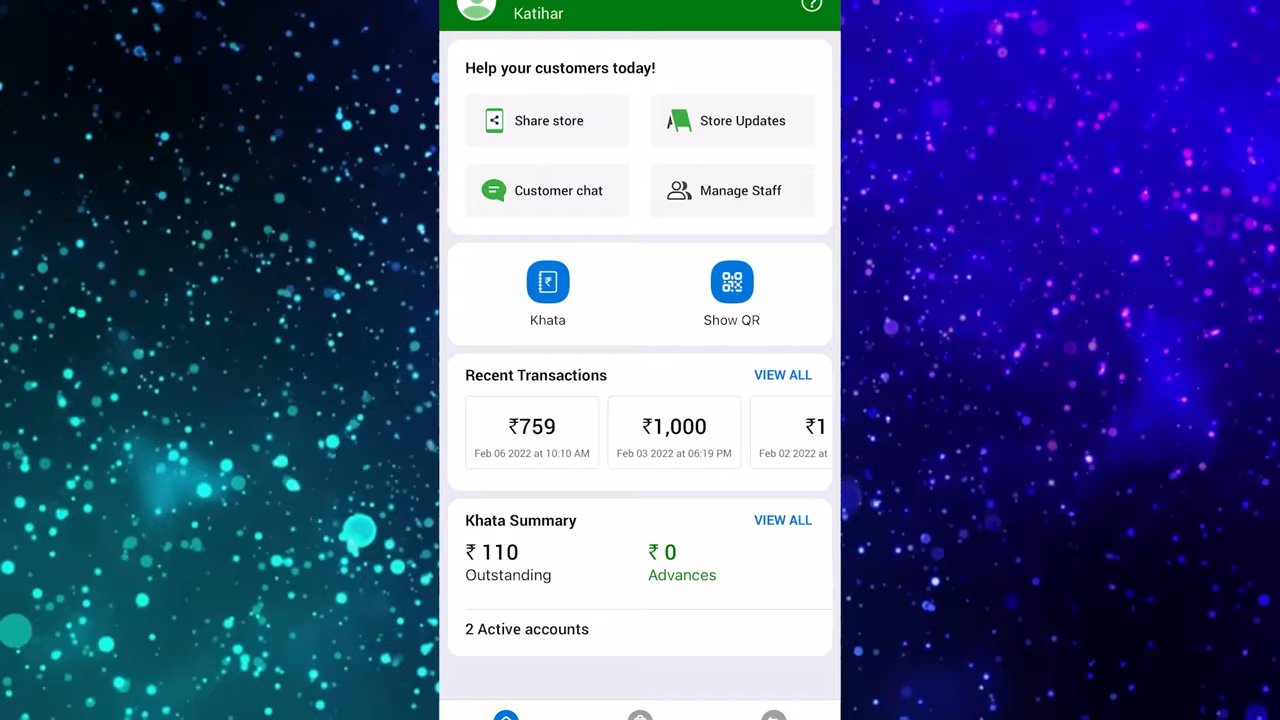 Katihar
Help your customers today!
Share store
Store Updates
Customer chat
Manage Staff
Khata
Show QR
Recent Transactions
VIEW ALL
₹759
₹1,000
₹1
Feb 06 2022 at 10:10 AM
Feb 03 2022 at 06:19 PM
Feb 02 2022 at
Khata Summary
VIEW ALL
₹ 110
₹ 0
Outstanding
Advances
2 Active accounts